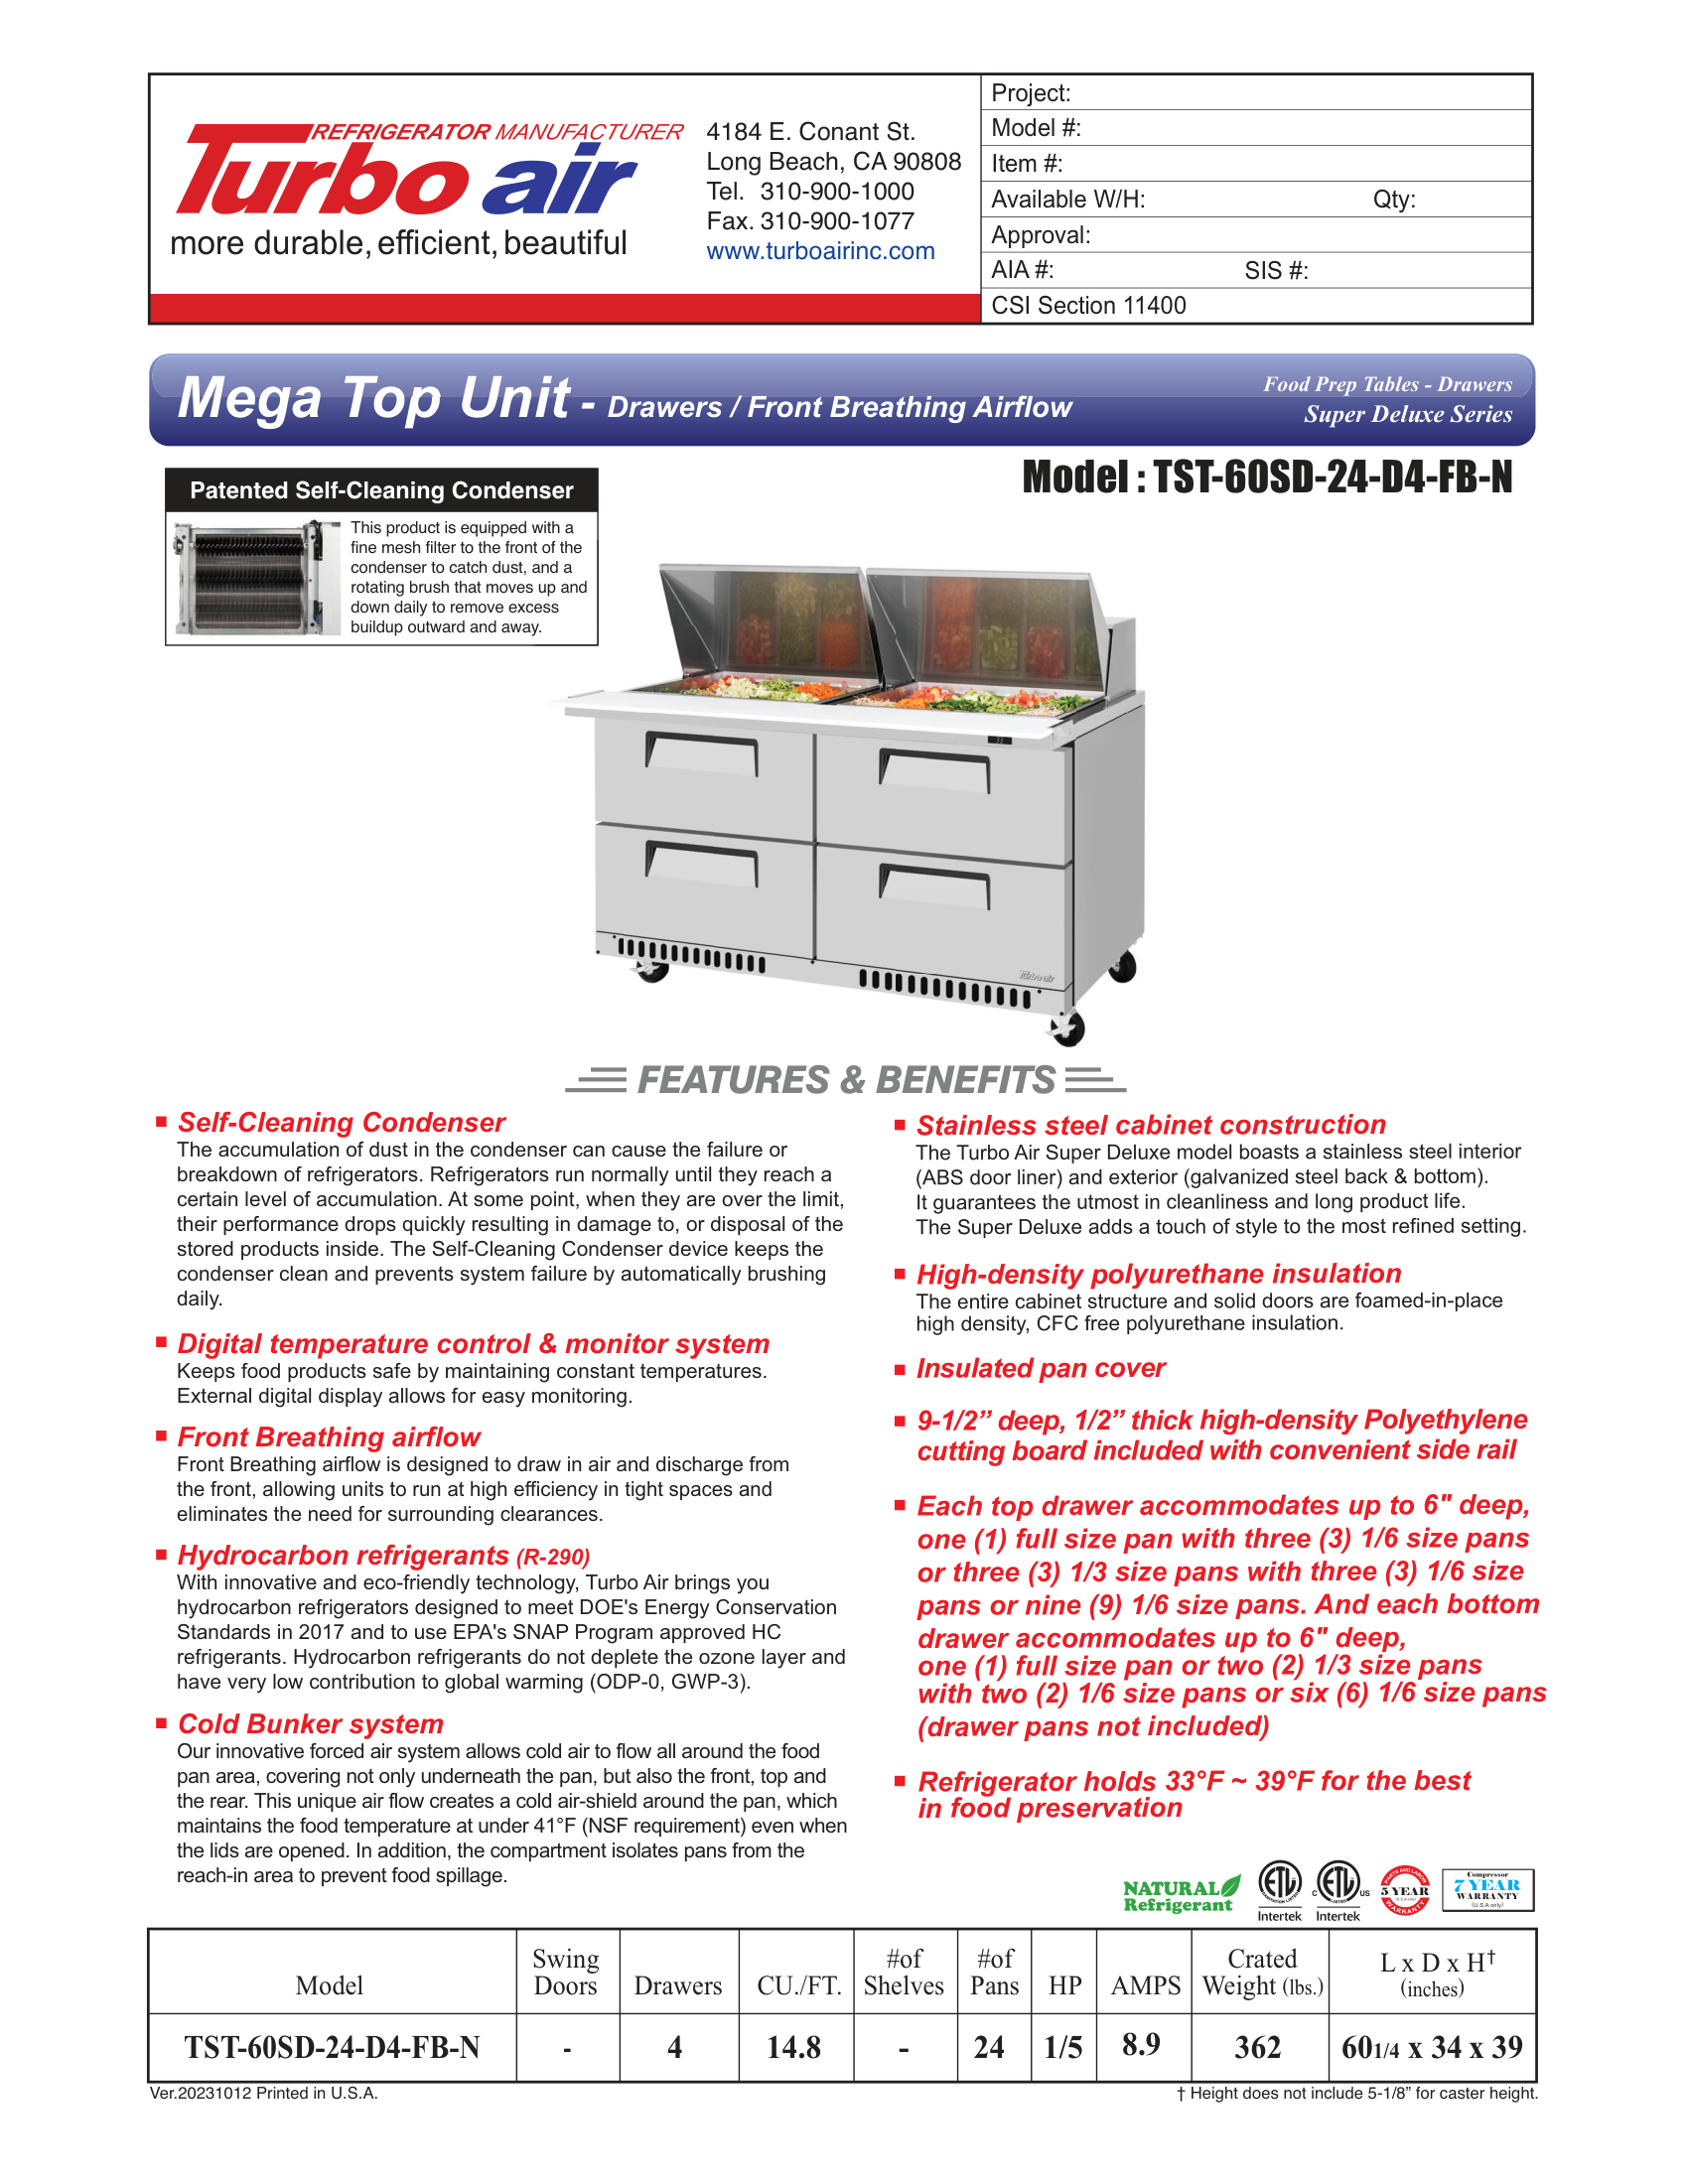 REFRIGERATOR MANUFACTURER
Turbo air
more durable, efficient, beautiful
4184 E. Conant St.
Long Beach, CA 90808
Tel. 310-900-1000
Fax. 310-900-1077
www.turboairinc.com
Project:
Model #:
Item #:
Available W/H: Qty:
Approval:
AIA #: SIS #:
CSI Section 11400
Mega Top Unit - Drawers / Front Breathing Airflow
Food Prep Tables - Drawers
Super Deluxe Series
Model : TST-60SD-24-D4-FB-N
Patented Self-Cleaning Condenser
This product is equipped with a
fine mesh filter to the front of the
condenser to catch dust, and a
rotating brush that moves up and
down daily to remove excess
buildup outward and away.
Turbo air
FEATURES & BENEFITS
Self-Cleaning Condenser
The accumulation of dust in the condenser can cause the failure or
breakdown of refrigerators. Refrigerators run normally until they reach a
certain level of accumulation. At some point, when they are over the limit,
their performance drops quickly resulting in damage to, or disposal of the
stored products inside. The Self-Cleaning Condenser device keeps the
condenser clean and prevents system failure by automatically brushing
daily.
Digital temperature control & monitor system
Keeps food products safe by maintaining constant temperatures.
External digital display allows for easy monitoring.
Front Breathing airflow
Front Breathing airflow is designed to draw in air and discharge from
the front, allowing units to run at high efficiency in tight spaces and
eliminates the need for surrounding clearances.
Hydrocarbon refrigerants (R-290)
With innovative and eco-friendly technology, Turbo Air brings you
hydrocarbon refrigerators designed to meet DOE's Energy Conservation
Standards in 2017 and to use EPA's SNAP Program approved HC
refrigerants. Hydrocarbon refrigerants do not deplete the ozone layer and
have very low contribution to global warming (ODP-0, GWP-3).
Cold Bunker system
Our innovative forced air system allows cold air to flow all around the food
pan area, covering not only underneath the pan, but also the front, top and
the rear. This unique air flow creates a cold air-shield around the pan, which
maintains the food temperature at under 41°F (NSF requirement) even when
the lids are opened. In addition, the compartment isolates pans from the
reach-in area to prevent food spillage.
Stainless steel cabinet construction
The Turbo Air Super Deluxe model boasts a stainless steel interior
(ABS door liner) and exterior (galvanized steel back & bottom).
It guarantees the utmost in cleanliness and long product life.
The Super Deluxe adds a touch of style to the most refined setting.
High-density polyurethane insulation
The entire cabinet structure and solid doors are foamed-in-place
high density, CFC free polyurethane insulation.
Insulated pan cover
9-1/2” deep, 1/2” thick high-density Polyethylene
cutting board included with convenient side rail
Each top drawer accommodates up to 6" deep,
one (1) full size pan with three (3) 1/6 size pans
or three (3) 1/3 size pans with three (3) 1/6 size
pans or nine (9) 1/6 size pans. And each bottom
drawer accommodates up to 6" deep,
one (1) full size pan or two (2) 1/3 size pans
with two (2) 1/6 size pans or six (6) 1/6 size pans
(drawer pans not included)
Refrigerator holds 33°F ~ 39°F for the best
in food preservation
NATURAL
Refrigerant
ETL
Intertek
C ETL US
Intertek
PARTS AND LABOR
5 YEAR
WARRANTY
Compressor
7 YEAR
WARRANTY
(U.S.A only)
Model Swing Doors Drawers CU./FT. #of Shelves #of Pans HP AMPS Crated Weight (lbs.) L x D x H† (inches)
TST-60SD-24-D4-FB-N - 4 14.8 - 24 1/5 8.9 362 60 1/4 x 34 x 39
Ver.20231012 Printed in U.S.A.
† Height does not include 5-1/8” for caster height.